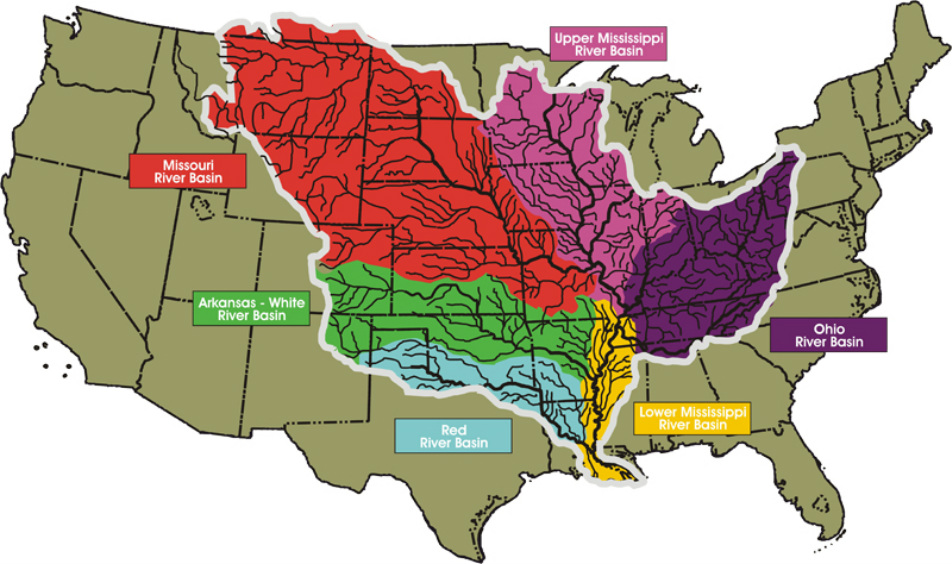 Upper Mississippi
River Basin
Missouri
River Basin
Arkansas - White
River Basin
Ohio
River Basin
Lower Mississippi
River Basin
Red
River Basin